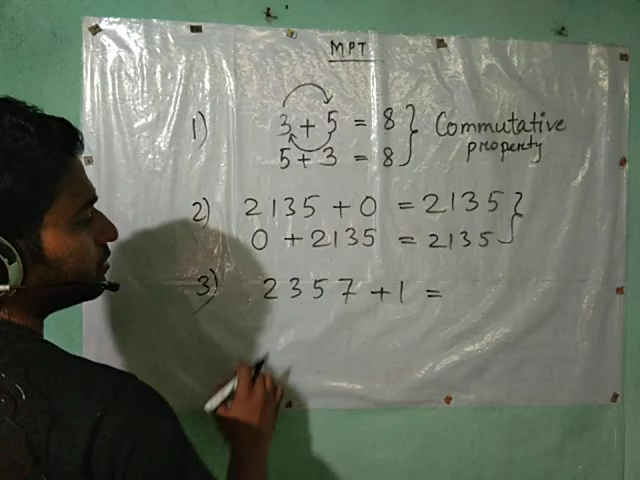 MPT
1) 3 + 5 = 8
5 + 3 = 8
Commutative
property
2) 2135 + 0 = 2135
0 + 2135 = 2135
3) 2357 + 1 =